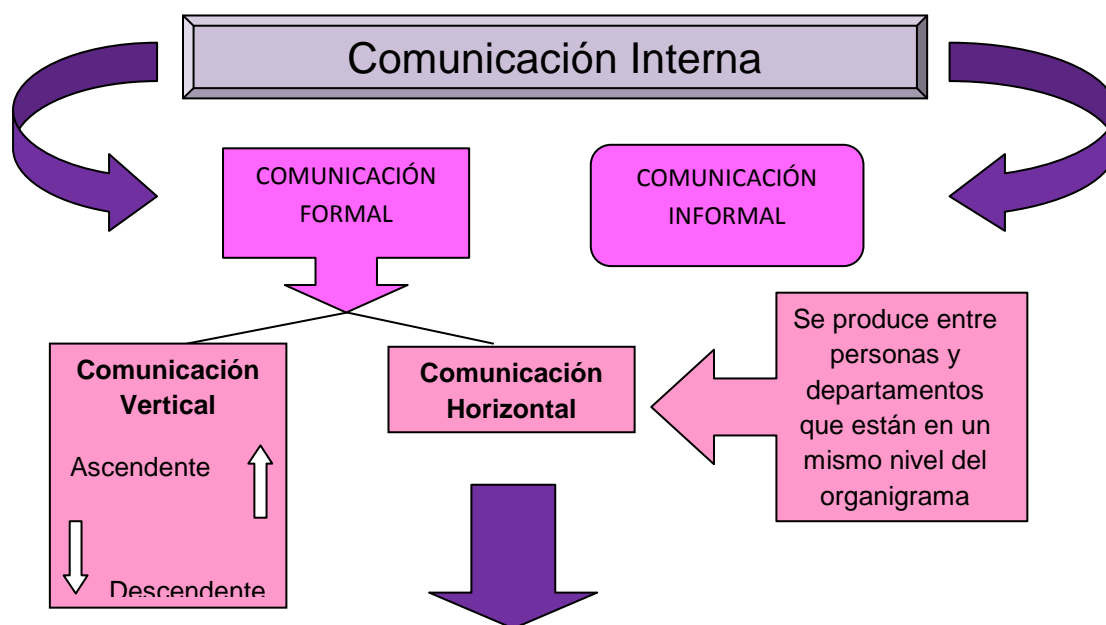 Comunicación Interna
COMUNICACIÓN
FORMAL
COMUNICACIÓN
INFORMAL
Comunicación
Vertical
Ascendente
Descendente
Comunicación
Horizontal
Se produce entre
personas y
departamentos
que están en un
mismo nivel del
organigrama